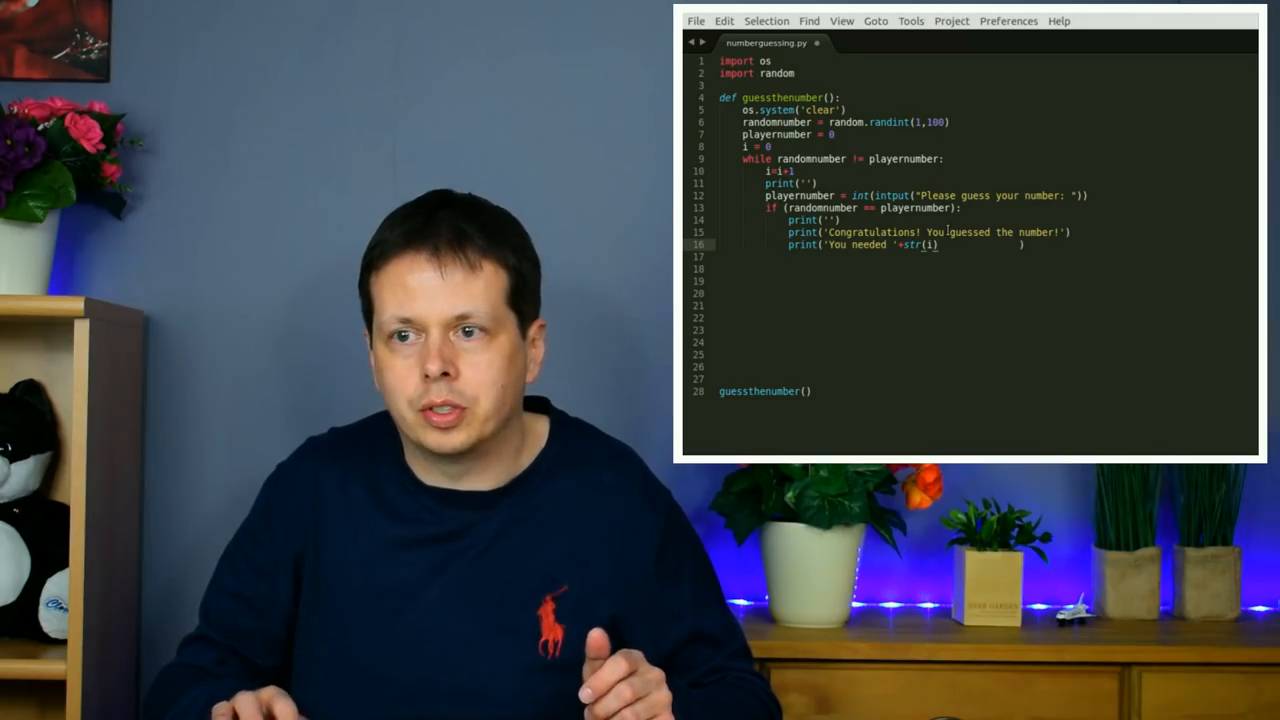 File Edit Selection Find View Goto Tools Project Preferences Help
numberguessing.py
1 import os
2 import random
3
4 def guessthenumber():
5 os.system('clear')
6 randomnumber = random.randint(1,100)
7 playernumber = 0
8 i = 0
9 while randomnumber != playernumber:
10 i=i+1
11 print('')
12 playernumber = int(intput("Please guess your number: "))
13 if (randomnumber == playernumber):
14 print('')
15 print('Congratulations! You guessed the number!')
16 print('You needed '+str(i) )
17
18
19
20
21
22
23
24
25
26
27
28 guessthenumber()
HERB GARDEN